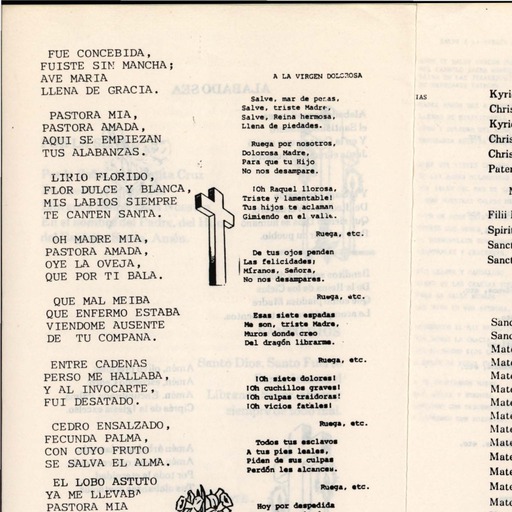 FUE CONCEBIDA,
FUISTE SIN MANCHA;
AVE MARIA
LLENA DE GRACIA.
PASTORA MIA,
PASTORA AMADA,
AQUI SE EMPIEZAN
TUS ALABANZAS.
LIRIO FLORIDO,
FLOR DULCE Y BLANCA,
MIS LABIOS SIEMPRE
TE CANTEN SANTA.
OH MADRE MIA,
PASTORA AMADA,
OYE LA OVEJA,
QUE POR TI BALA.
QUE MAL MEIBA
QUE ENFERMO ESTABA
VIENDOME AUSENTE
DE TU COMPANA.
ENTRE CADENAS
PERSO ME HALLABA,
Y AL INVOCARTE,
FUI DESATADO.
CEDRO ENSALZADO,
FECUNDA PALMA,
CON CUYO FRUTO
SE SALVA EL ALMA.
EL LOBO ASTUTO
YA ME LLEVABA
PASTORA MIA
A LA VIRGEN DOLOROSA
Salve, mar de penas,
Salve, triste Madre,
Salve, Reina hermosa,
Llena de piedades.
Ruega por nosotros,
Dolorosa Madre,
Para que tu Hijo
No nos desampare.
!Oh Raquel llorosa,
Triste y lamentable!
Tus hijos te aclaman
Gimiendo en el valle.
Ruega, etc.
De tus ojos penden
Las felicidades;
Míranos, Señora,
No nos desampares.
Ruega, etc.
Esas siete espadas
Me son, triste Madre,
Muros donde creo
Del dragón librarme.
Ruega, etc.
!Oh siete dolores!
!Oh cuchillos graves!
!Oh culpas traidoras!
!Oh vicios fatales!
Ruega, etc.
Todos tus esclavos
A tus pies leales,
Piden de sus culpas
Perdón les alcances.
Ruega, etc.
Hoy por despedida
IAS
Kyri
Chris
Kyri
Chris
Chris
Pater
Filii
Spiri
Sanct
Sanct
Sanc
Sanc
Mate
Mate
Mate
Mate
Mate
Mate
Mate
Mate
Mate
Mate
Mate
Mate